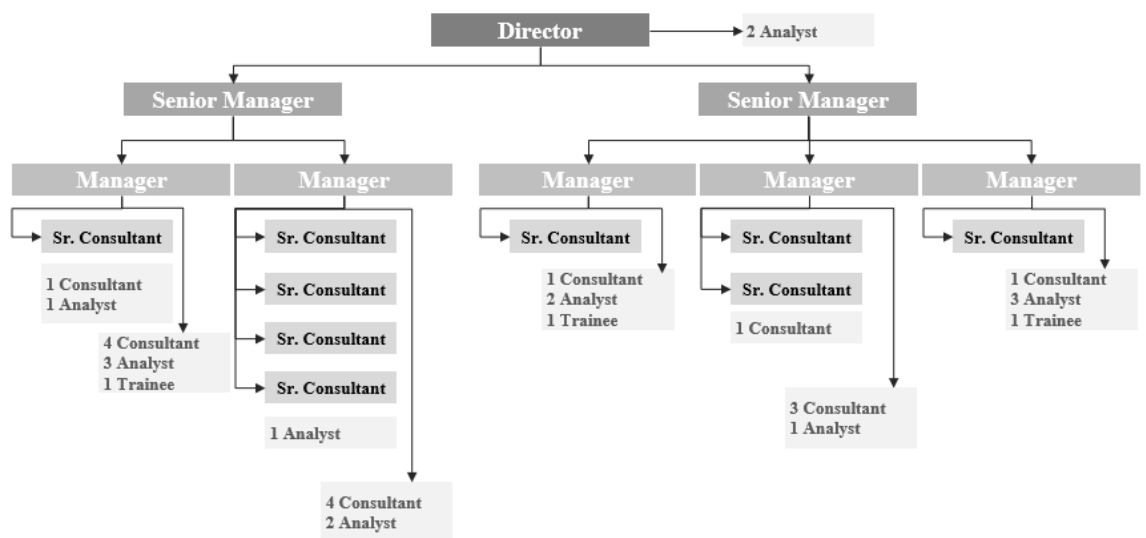 Director
2 Analyst
Senior Manager
Senior Manager
Manager
Manager
Manager
Manager
Manager
Sr. Consultant
1 Consultant
1 Analyst
4 Consultant
3 Analyst
1 Trainee
Sr. Consultant
Sr. Consultant
Sr. Consultant
Sr. Consultant
1 Analyst
4 Consultant
2 Analyst
Sr. Consultant
1 Consultant
2 Analyst
1 Trainee
Sr. Consultant
Sr. Consultant
1 Consultant
3 Consultant
1 Analyst
Sr. Consultant
1 Consultant
3 Analyst
1 Trainee